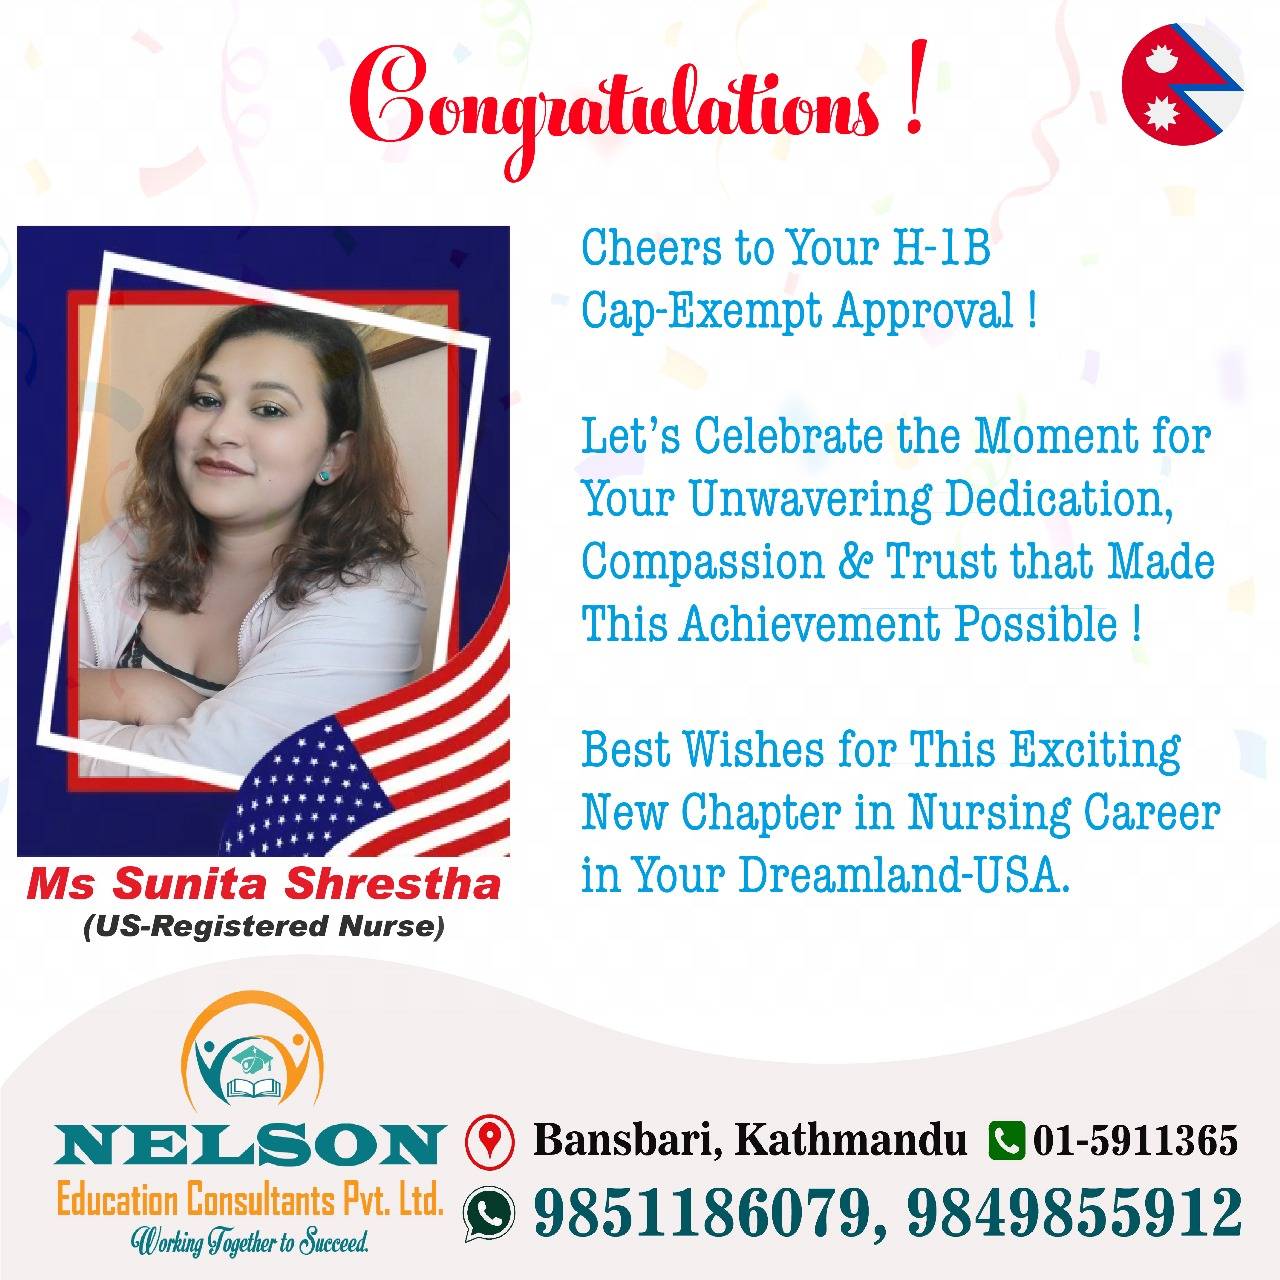 Congratulations !
Cheers to Your H-1B
Cap-Exempt Approval !
Let's Celebrate the Moment for
Your Unwavering Dedication,
Compassion & Trust that Made
This Achievement Possible !
Best Wishes for This Exciting
New Chapter in Nursing Career
in Your Dreamland-USA.
Ms Sunita Shrestha
(US-Registered Nurse)
NELSON
Education Consultants Pvt. Ltd.
Working Together to Succeed.
Bansbari, Kathmandu 01-5911365
9851186079, 9849855912